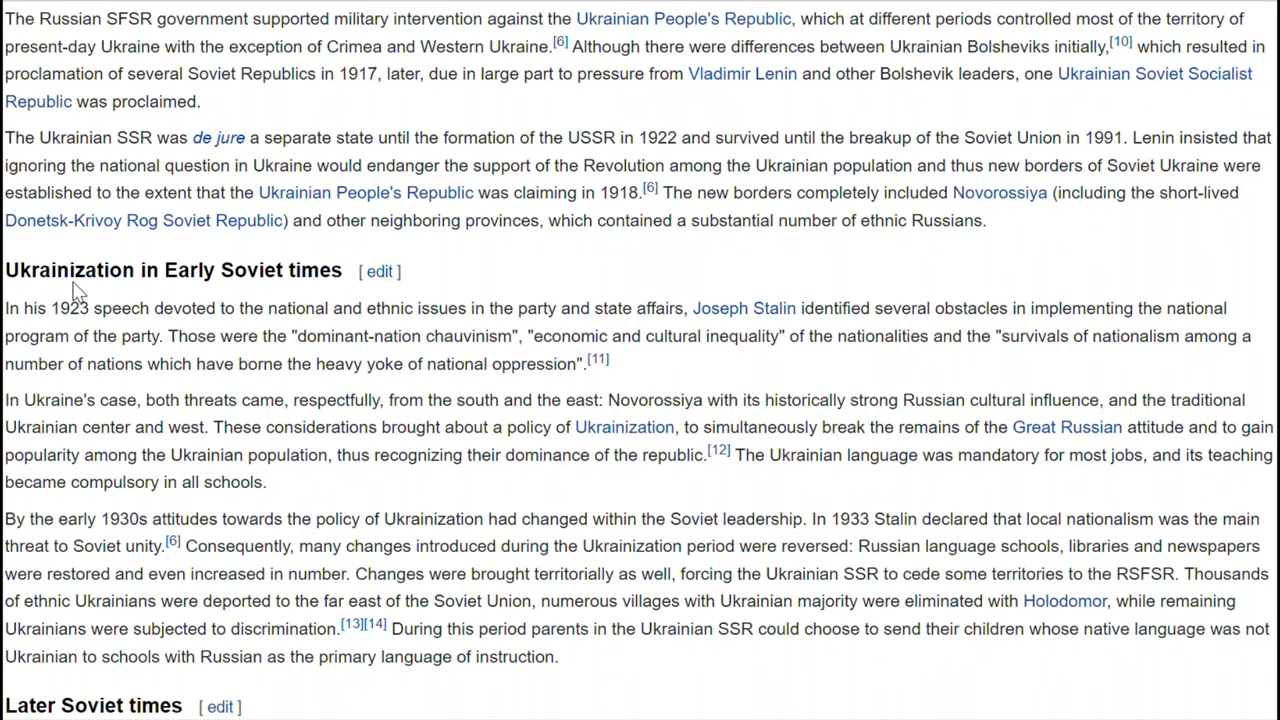 The Russian SFSR government supported military intervention against the Ukrainian People's Republic, which at different periods controlled most of the territory of
present-day Ukraine with the exception of Crimea and Western Ukraine.[6] Although there were differences between Ukrainian Bolsheviks initially,[10] which resulted in
proclamation of several Soviet Republics in 1917, later, due in large part to pressure from Vladimir Lenin and other Bolshevik leaders, one Ukrainian Soviet Socialist
Republic was proclaimed.
The Ukrainian SSR was de jure a separate state until the formation of the USSR in 1922 and survived until the breakup of the Soviet Union in 1991. Lenin insisted that
ignoring the national question in Ukraine would endanger the support of the Revolution among the Ukrainian population and thus new borders of Soviet Ukraine were
established to the extent that the Ukrainian People's Republic was claiming in 1918.[6] The new borders completely included Novorossiya (including the short-lived
Donetsk-Krivoy Rog Soviet Republic) and other neighboring provinces, which contained a substantial number of ethnic Russians.
Ukrainization in Early Soviet times [ edit ]
In his 1923 speech devoted to the national and ethnic issues in the party and state affairs, Joseph Stalin identified several obstacles in implementing the national
program of the party. Those were the "dominant-nation chauvinism", "economic and cultural inequality" of the nationalities and the "survivals of nationalism among a
number of nations which have borne the heavy yoke of national oppression".[11]
In Ukraine's case, both threats came, respectfully, from the south and the east: Novorossiya with its historically strong Russian cultural influence, and the traditional
Ukrainian center and west. These considerations brought about a policy of Ukrainization, to simultaneously break the remains of the Great Russian attitude and to gain
popularity among the Ukrainian population, thus recognizing their dominance of the republic.[12] The Ukrainian language was mandatory for most jobs, and its teaching
became compulsory in all schools.
By the early 1930s attitudes towards the policy of Ukrainization had changed within the Soviet leadership. In 1933 Stalin declared that local nationalism was the main
threat to Soviet unity.[6] Consequently, many changes introduced during the Ukrainization period were reversed: Russian language schools, libraries and newspapers
were restored and even increased in number. Changes were brought territorially as well, forcing the Ukrainian SSR to cede some territories to the RSFSR. Thousands
of ethnic Ukrainians were deported to the far east of the Soviet Union, numerous villages with Ukrainian majority were eliminated with Holodomor, while remaining
Ukrainians were subjected to discrimination.[13][14] During this period parents in the Ukrainian SSR could choose to send their children whose native language was not
Ukrainian to schools with Russian as the primary language of instruction.
Later Soviet times [ edit ]